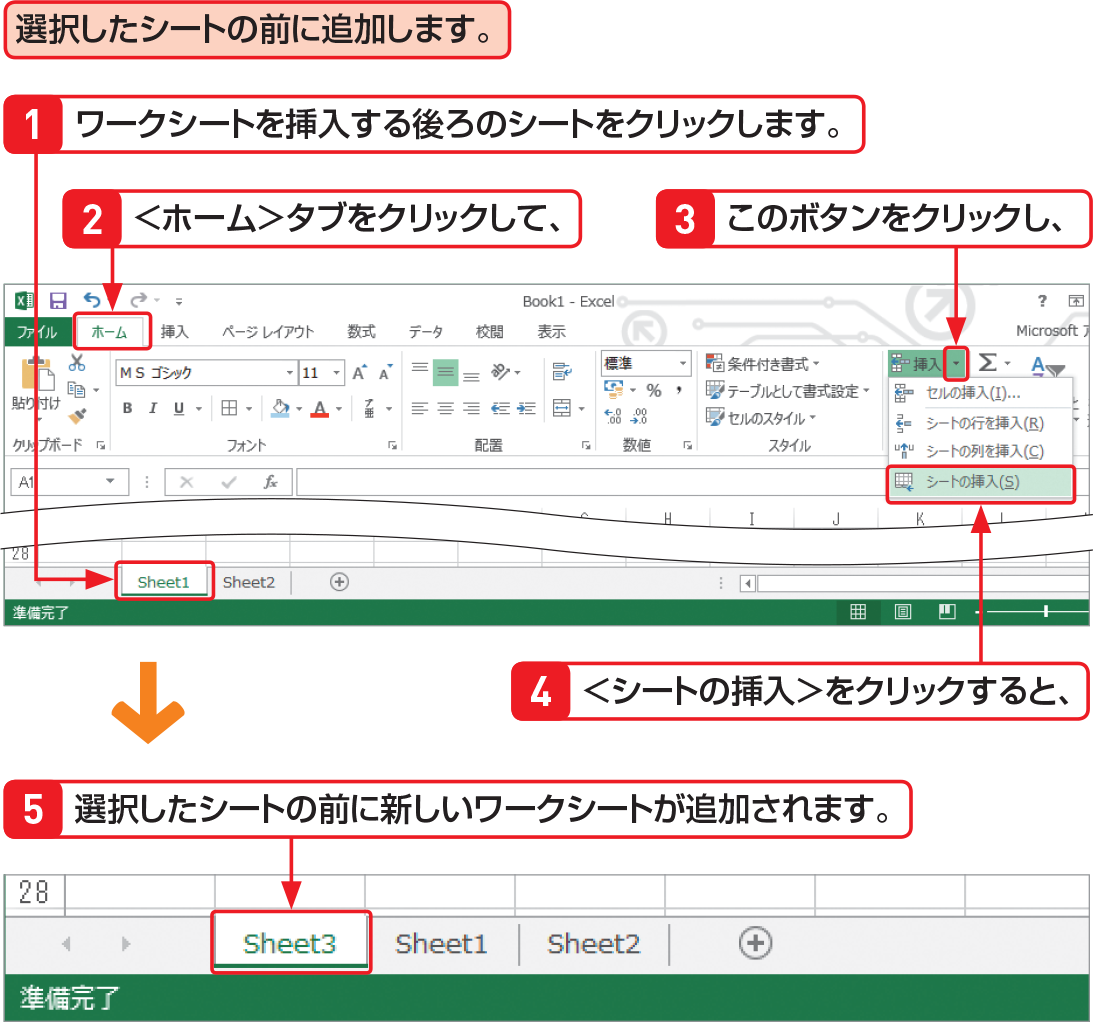 選択したシートの前に追加します。
1 ワークシートを挿入する後ろのシートをクリックします。
2 <ホーム>タブをクリックして、
3 このボタンをクリックし、
Book1 - Excel
?
ファイル ホーム 挿入 ページ レイアウト 数式 データ 校閲 表示 Microsoft ア
貼り付け
MS ゴシック 11 A A
B I U
標準
% ,
条件付き書式
テーブルとして書式設定
セルのスタイル
挿入 Σ A
クリップボード フォント 配置 数値 スタイル
セルの挿入(I)...
シートの行を挿入(R)
シートの列を挿入(C)
シートの挿入(S)
A1 fx
G H I J K L
28
Sheet1 Sheet2
準備完了
4 <シートの挿入>をクリックすると、
5 選択したシートの前に新しいワークシートが追加されます。
28
Sheet3 Sheet1 Sheet2
準備完了